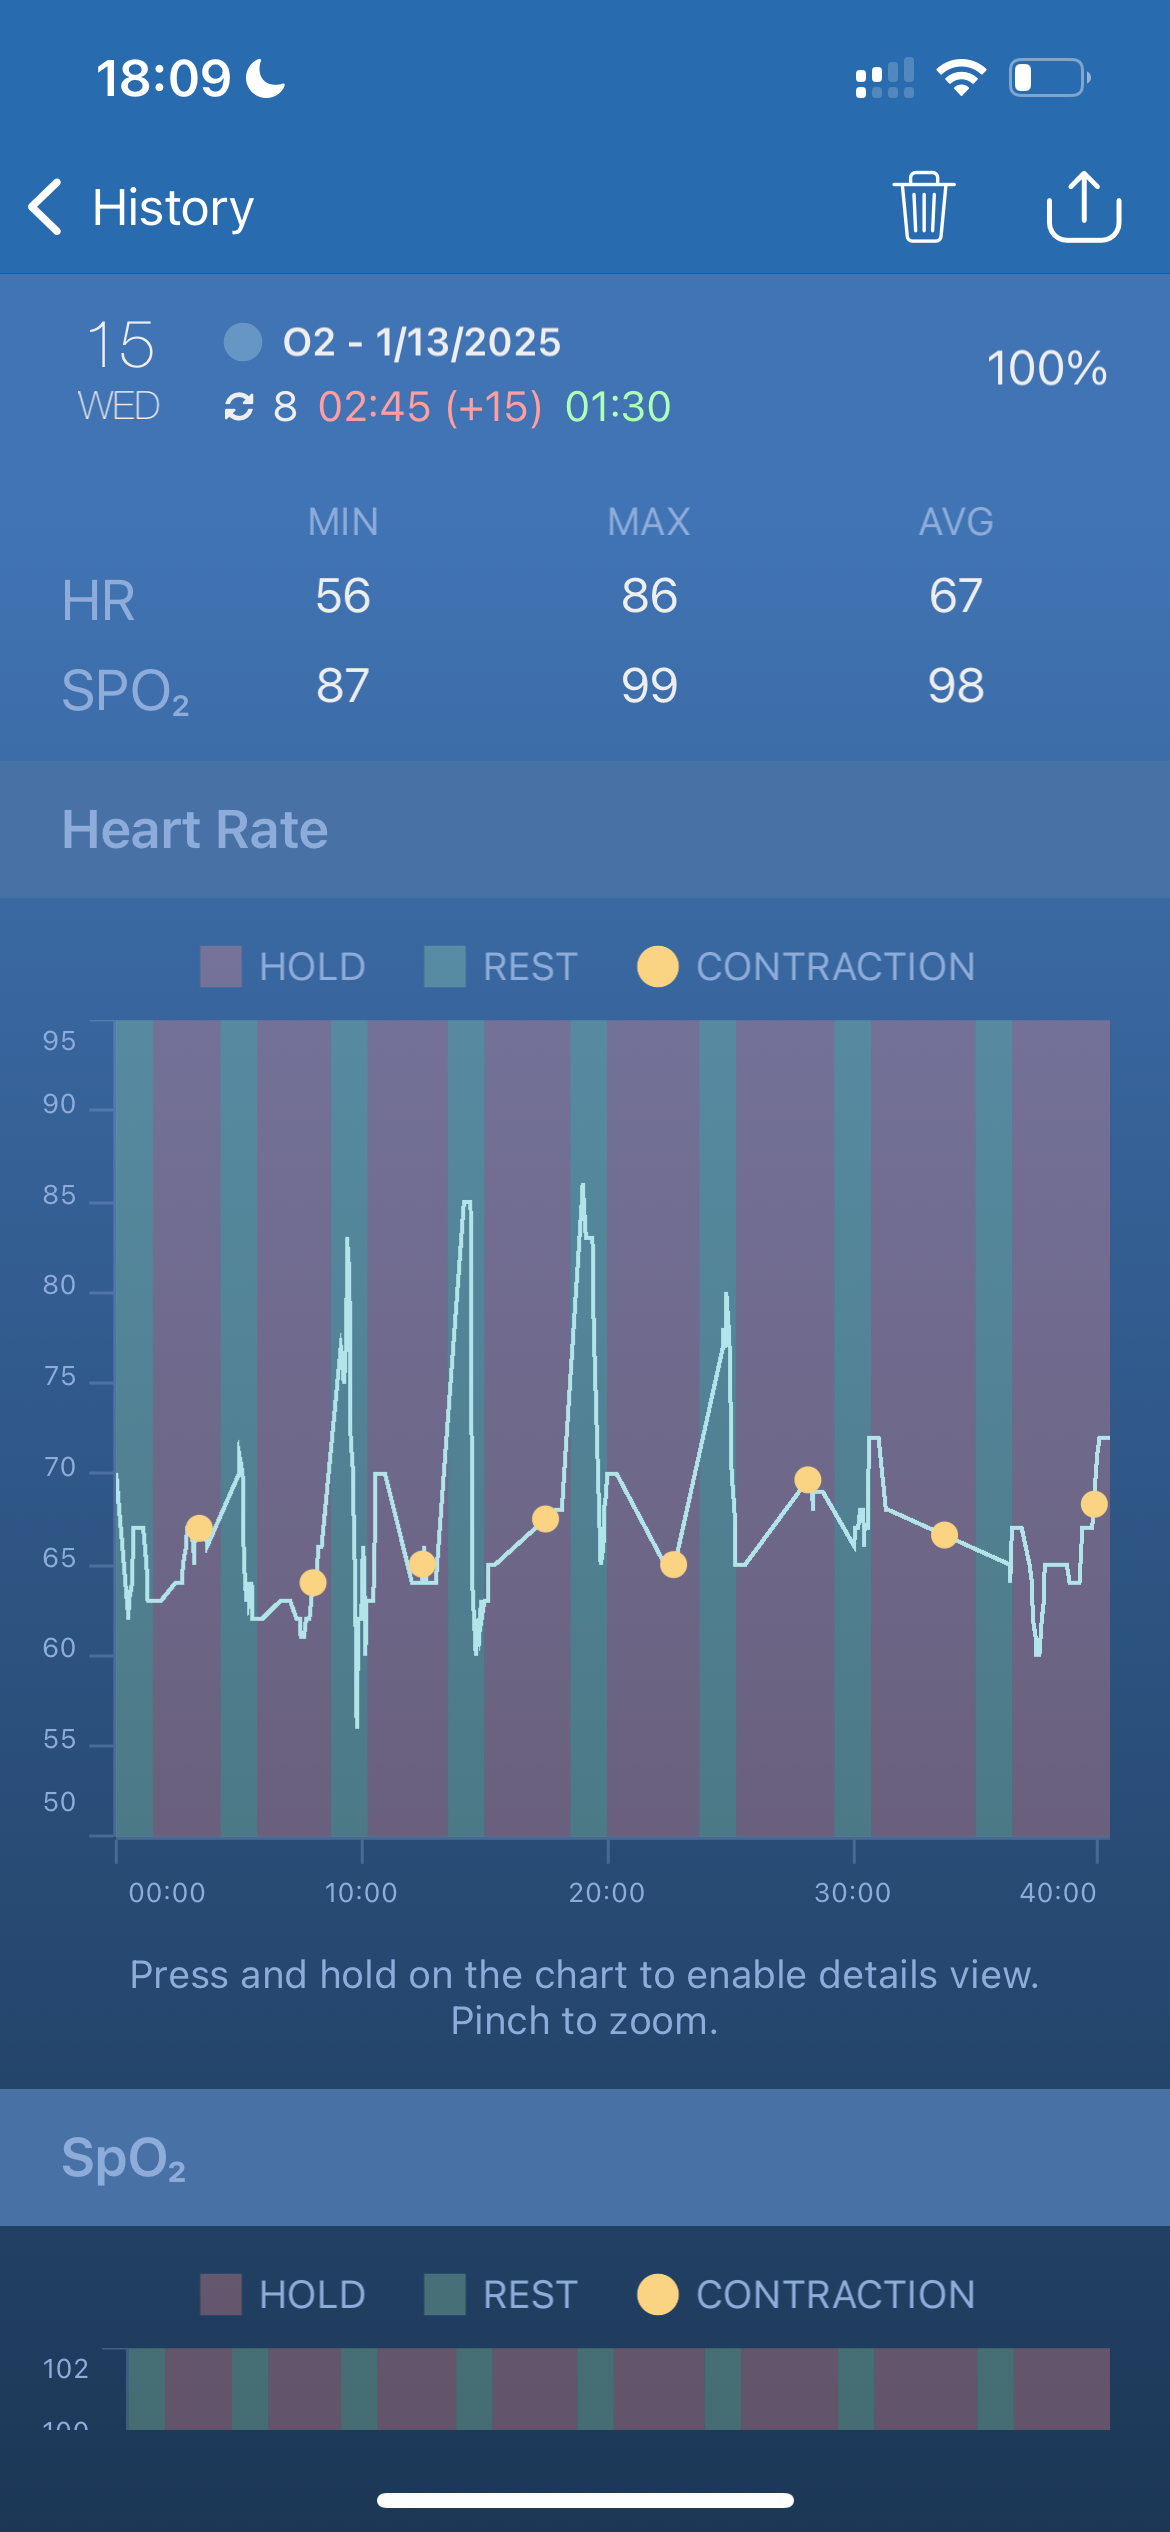 18:09
History
15
WED
O2 - 1/13/2025
8 02:45 (+15) 01:30
100%
MIN MAX AVG
HR 56 86 67
SPO₂ 87 99 98
Heart Rate
HOLD REST CONTRACTION
95
90
85
80
75
70
65
60
55
50
00:00 10:00 20:00 30:00 40:00
Press and hold on the chart to enable details view.
Pinch to zoom.
SpO₂
HOLD REST CONTRACTION
102
100